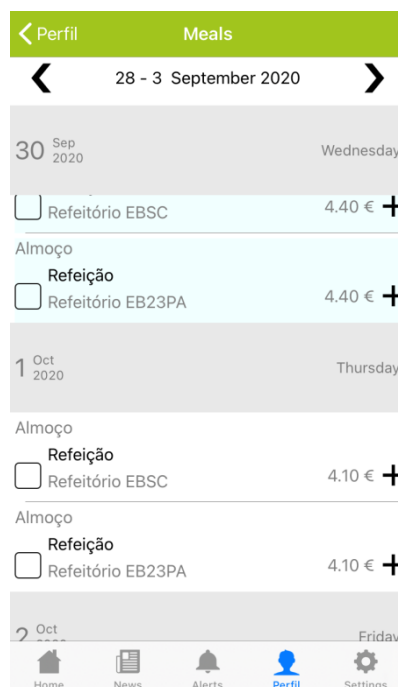 Perfil Meals
28 - 3 September 2020
30 Sep 2020 Wednesday
Refeitório EBSC 4.40 €
Almoço
Refeição
Refeitório EB23PA 4.40 €
1 Oct 2020 Thursday
Almoço
Refeição
Refeitório EBSC 4.10 €
Almoço
Refeição
Refeitório EB23PA 4.10 €
2 Oct Friday
Home News Alerts Perfil Settings